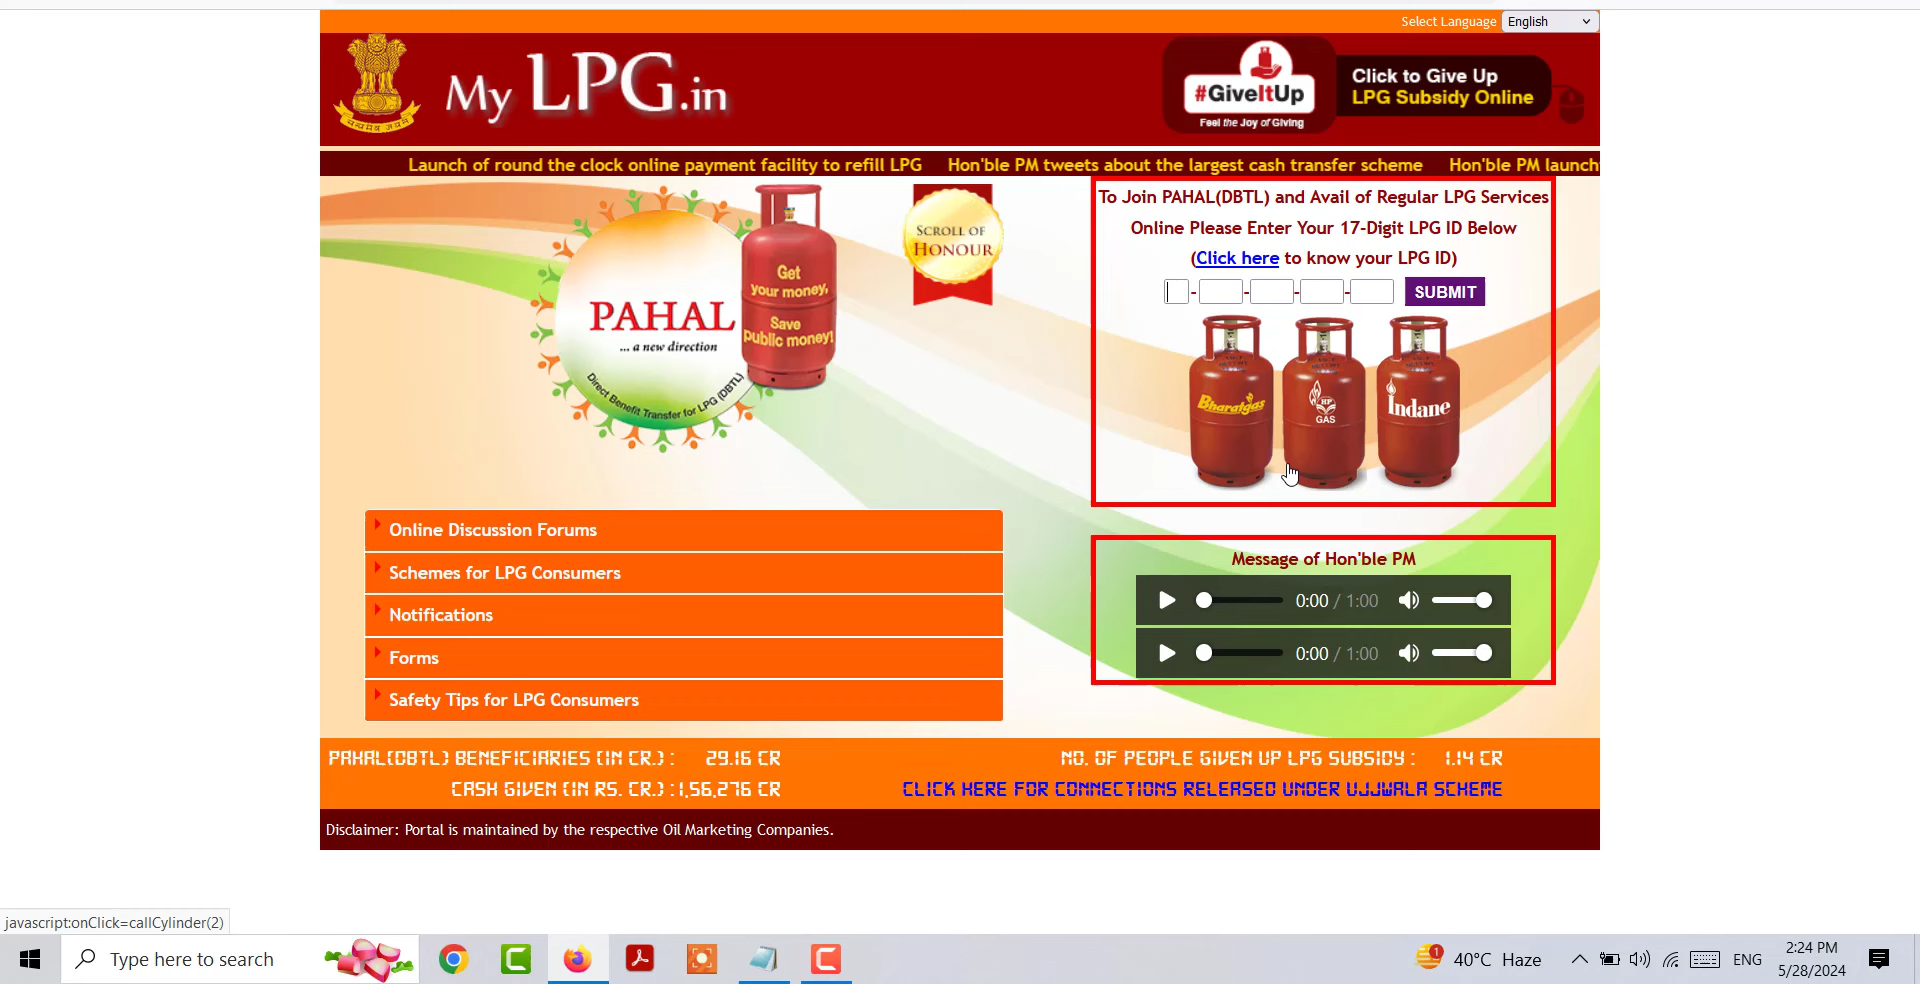 Select Language English
My LPG.in
सत्यमेव जयते
#GiveItUp
Feel the Joy of Giving
Click to Give Up
LPG Subsidy Online
Launch of round the clock online payment facility to refill LPG Hon'ble PM tweets about the largest cash transfer scheme Hon'ble PM launch
PAHAL
... a new direction
Direct Benefit Transfer for LPG (DBTL)
Get
your money,
Save
public money!
SCROLL OF
HONOUR
To Join PAHAL(DBTL) and Avail of Regular LPG Services
Online Please Enter Your 17-Digit LPG ID Below
(Click here to know your LPG ID)
- - - - SUBMIT
Bharatgas
HP
GAS
Indane
Online Discussion Forums
Schemes for LPG Consumers
Notifications
Forms
Safety Tips for LPG Consumers
Message of Hon'ble PM
0:00 / 1:00
0:00 / 1:00
PAHAL(DBTL) BENEFICIARIES (IN CR.) : 29.16 CR
CASH GIVEN (IN RS. CR.) :1,56,276 CR
NO. OF PEOPLE GIVEN UP LPG SUBSIDY : 1.14 CR
CLICK HERE FOR CONNECTIONS RELEASED UNDER UJJWALA SCHEME
Disclaimer: Portal is maintained by the respective Oil Marketing Companies.
javascript:onClick=callCylinder(2)
Type here to search
1
40°C Haze
ENG
2:24 PM
5/28/2024